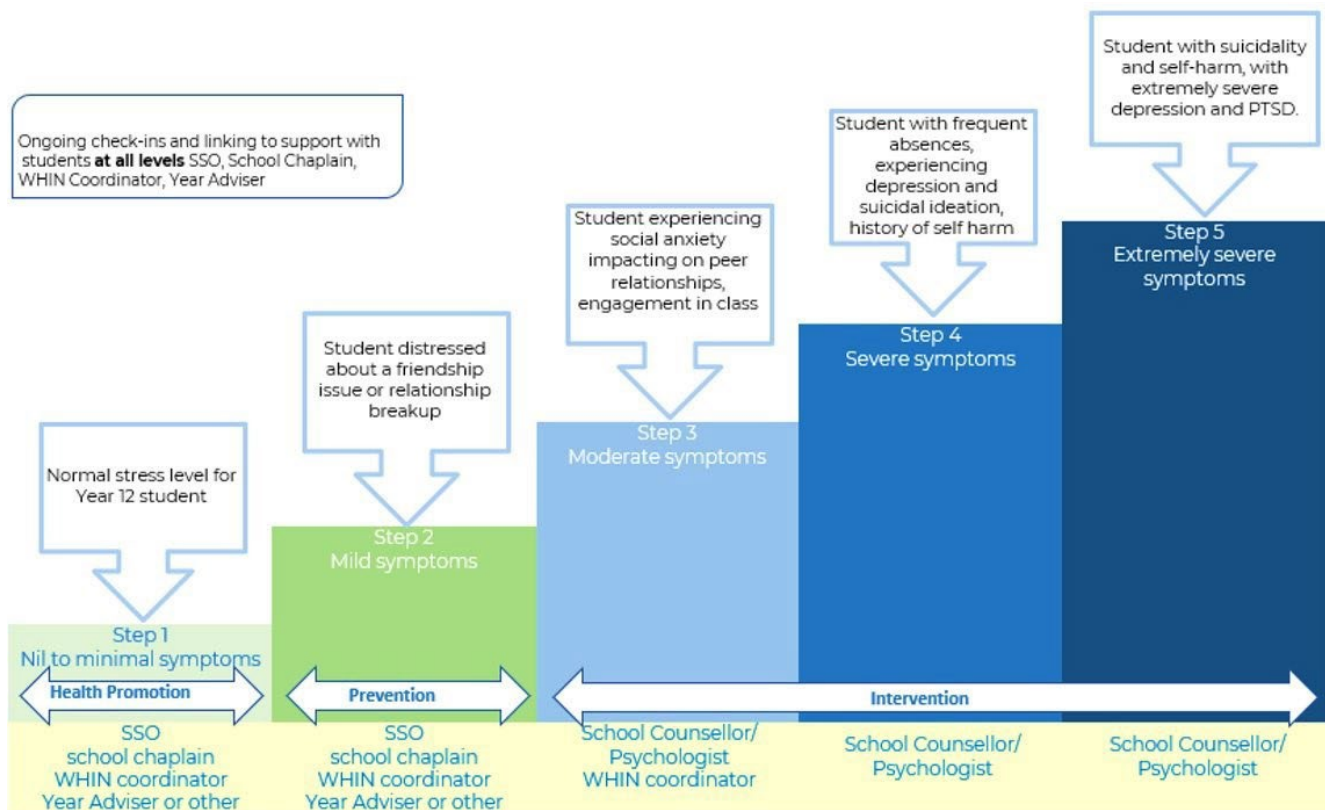 Ongoing check-ins and linking to support with
students at all levels SSO, School Chaplain,
WHIN Coordinator, Year Adviser
Normal stress level for
Year 12 student
Student distressed
about a friendship
issue or relationship
breakup
Student experiencing
social anxiety
impacting on peer
relationships,
engagement in class
Student with frequent
absences,
experiencing
depression and
suicidal ideation,
history of self harm
Student with suicidality
and self-harm, with
extremely severe
depression and PTSD.
Step 1
Nil to minimal symptoms
Step 2
Mild symptoms
Step 3
Moderate symptoms
Step 4
Severe symptoms
Step 5
Extremely severe
symptoms
Health Promotion
Prevention
Intervention
SSO
school chaplain
WHIN coordinator
Year Adviser or other
SSO
school chaplain
WHIN coordinator
Year Adviser or other
School Counsellor/
Psychologist
WHIN coordinator
School Counsellor/
Psychologist
School Counsellor/
Psychologist